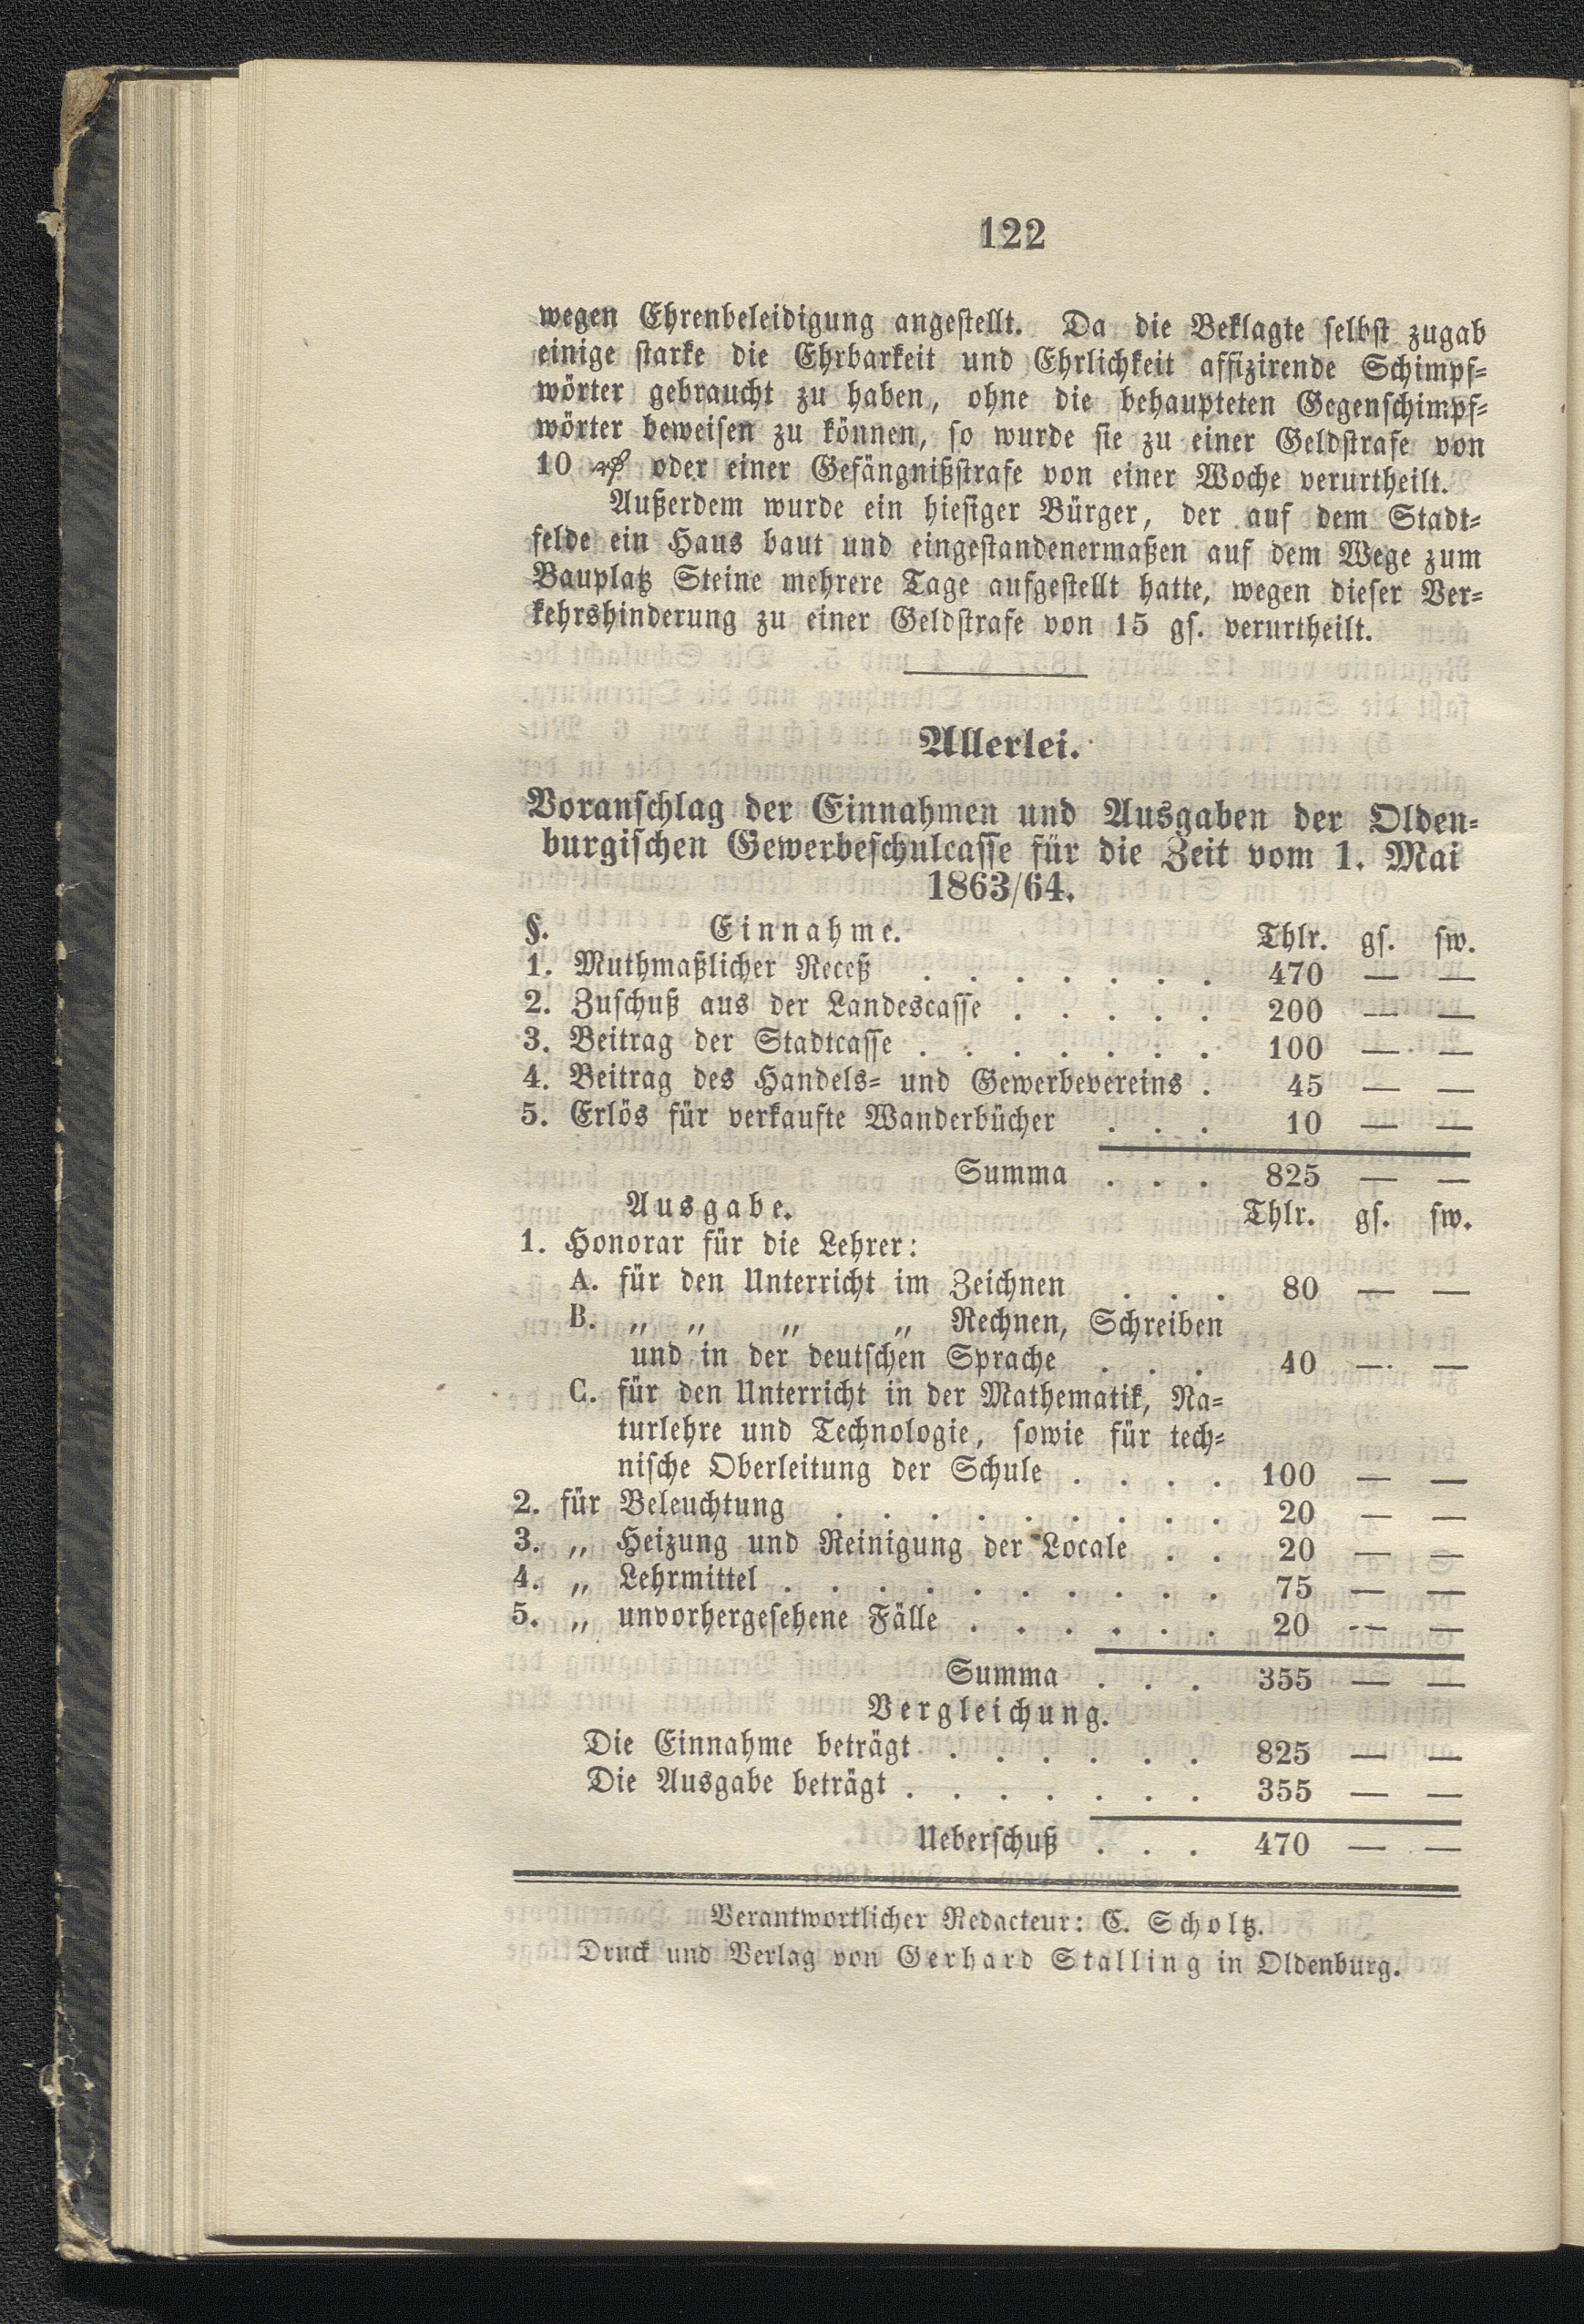 122
wegen Ehrenbeleidigung angestellt. Da die Beklagte selbst zugab
einige starke die Ehrbarkeit und Ehrlichkeit affizirende Schimpf=
wörter gebraucht zu haben, ohne die behaupteten Gegenschimpf=
wörter beweisen zu können, so wurde sie zu einer Geldstrafe von
10 ₰ oder einer Gefängnißstrafe von einer Woche verurtheilt.
Außerdem wurde ein hiesiger Bürger, der auf dem Stadt=
felde ein Haus baut und eingestandenermaßen auf dem Wege zum
Bauplatz Steine mehrere Tage aufgestellt hatte, wegen dieser Ver=
kehrshinderung zu einer Geldstrafe von 15 gs. verurtheilt.
Allerlei.
Voranschlag der Einnahmen und Ausgaben der Olden=
burgischen Gewerbeschulcasse für die Zeit vom 1. Mai
1863/64.
§. Einnahme. Thlr. gs. sw.
1. Muthmaßlicher Receß . . . . . . . 470 — —
2. Zuschuß aus der Landescasse . . . . . 200 — —
3. Beitrag der Stadtcasse . . . . . . . 100 — —
4. Beitrag des Handels= und Gewerbevereins . 45 — —
5. Erlös für verkaufte Wanderbücher . . . 10 — —
Summa . . . 825 — —
Ausgabe. Thlr. gs. sw.
1. Honorar für die Lehrer:
A. für den Unterricht im Zeichnen . . . 80 — —
B. „ „ „ „ Rechnen, Schreiben
und in der deutschen Sprache . . . 40 — —
C. für den Unterricht in der Mathematik, Na=
turlehre und Technologie, sowie für tech=
nische Oberleitung der Schule . . . . 100 — —
2. für Beleuchtung . . . . . . . . . 20 — —
3. „ Heizung und Reinigung der Locale . . 20 — —
4. „ Lehrmittel . . . . . . . . . . 75 — —
5. „ unvorhergesehene Fälle . . . . . . 20 — —
Summa . . . 355 — —
Vergleichung.
Die Einnahme beträgt . . . . . . 825 — —
Die Ausgabe beträgt . . . . . . . 355 — —
Ueberschuß . . . 470 — —
Verantwortlicher Redacteur: C. Scholtz.
Druck und Verlag von Gerhard Stalling in Oldenburg.